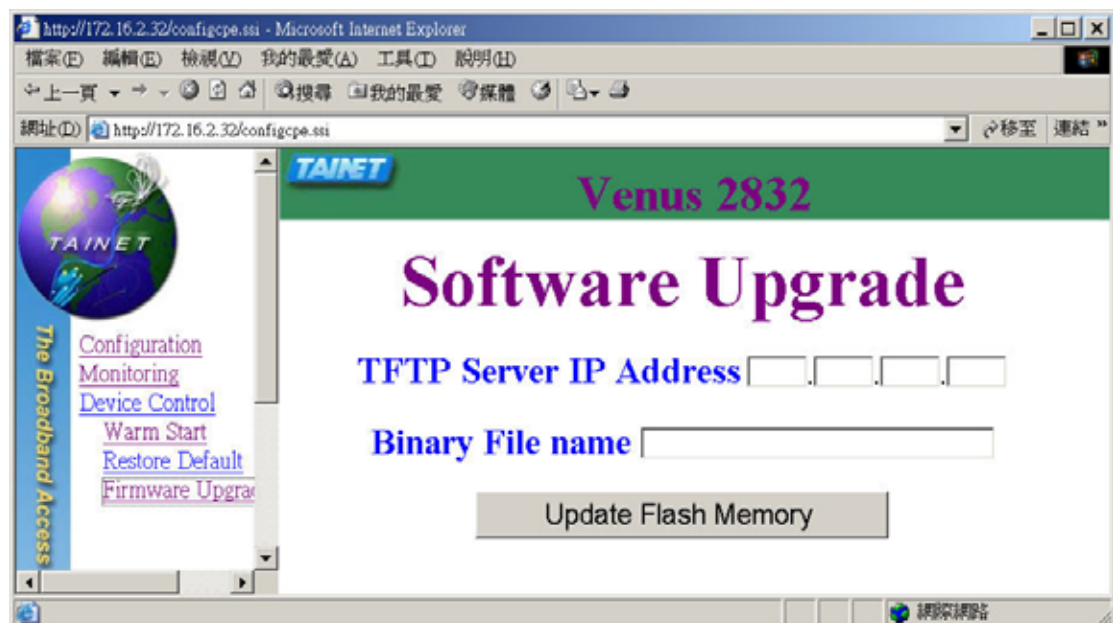 http://172.16.2.32/configcpe.ssi - Microsoft Internet Explorer
檔案(F) 編輯(E) 檢視(V) 我的最愛(A) 工具(T) 說明(H)
上一頁 搜尋 我的最愛 媒體
網址(D) http://172.16.2.32/configcpe.ssi 移至 連結 »
TAINET
The Broadband Access
Configuration
Monitoring
Device Control
Warm Start
Restore Default
Firmware Upgrad
TAINET
Venus 2832
Software Upgrade
TFTP Server IP Address . . .
Binary File name
Update Flash Memory
網際網路